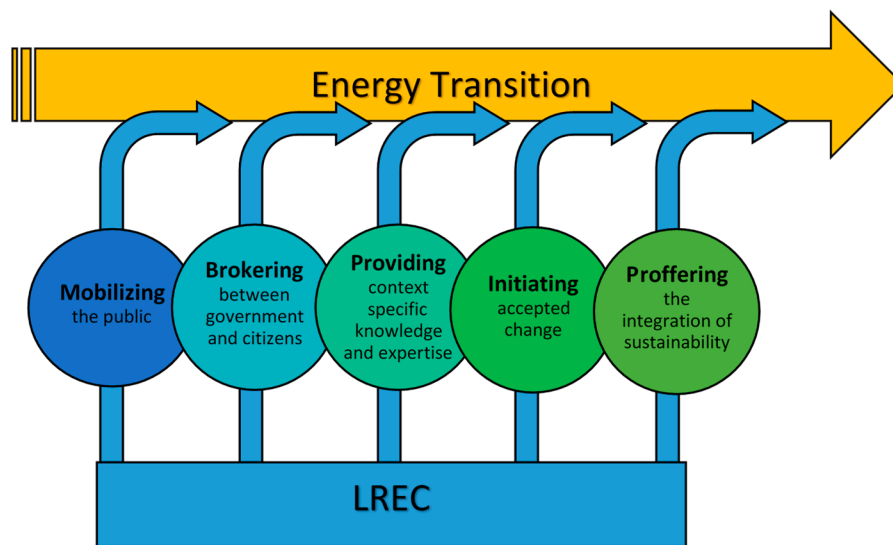 Energy Transition
Mobilizing
the public
Brokering
between
government
and citizens
Providing
context
specific
knowledge
and expertise
Initiating
accepted
change
Proffering
the
integration of
sustainability
LREC